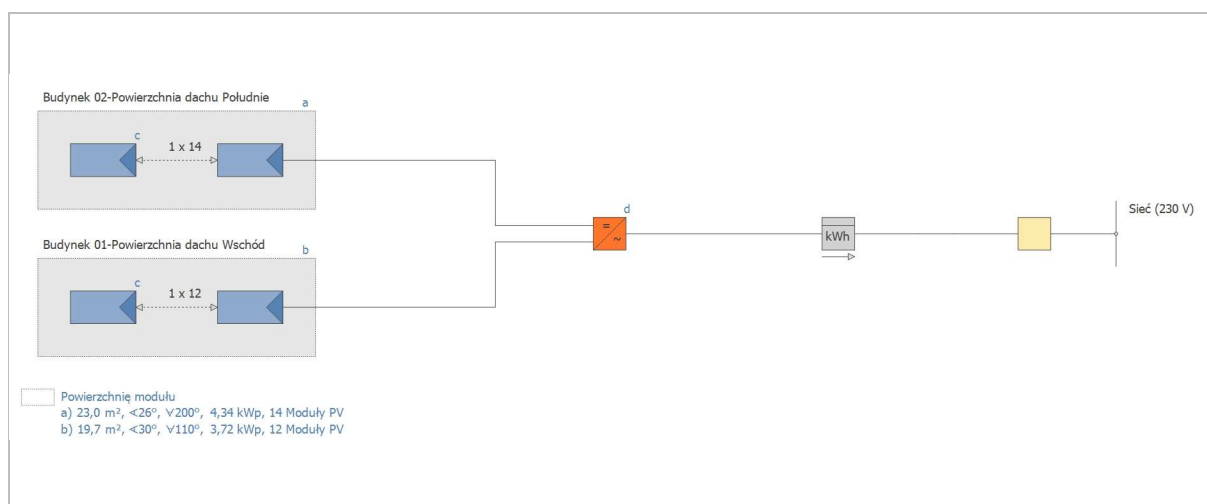 Budynek 02-Powierzchnia dachu Południe
a
c
1 x 14
d
Sieć (230 V)
=
~
kWh
Budynek 01-Powierzchnia dachu Wschód
b
c
1 x 12
Powierzchnię modułu
a) 23,0 m², ∢26°, ∀200°, 4,34 kWp, 14 Moduły PV
b) 19,7 m², ∢30°, ∀110°, 3,72 kWp, 12 Moduły PV